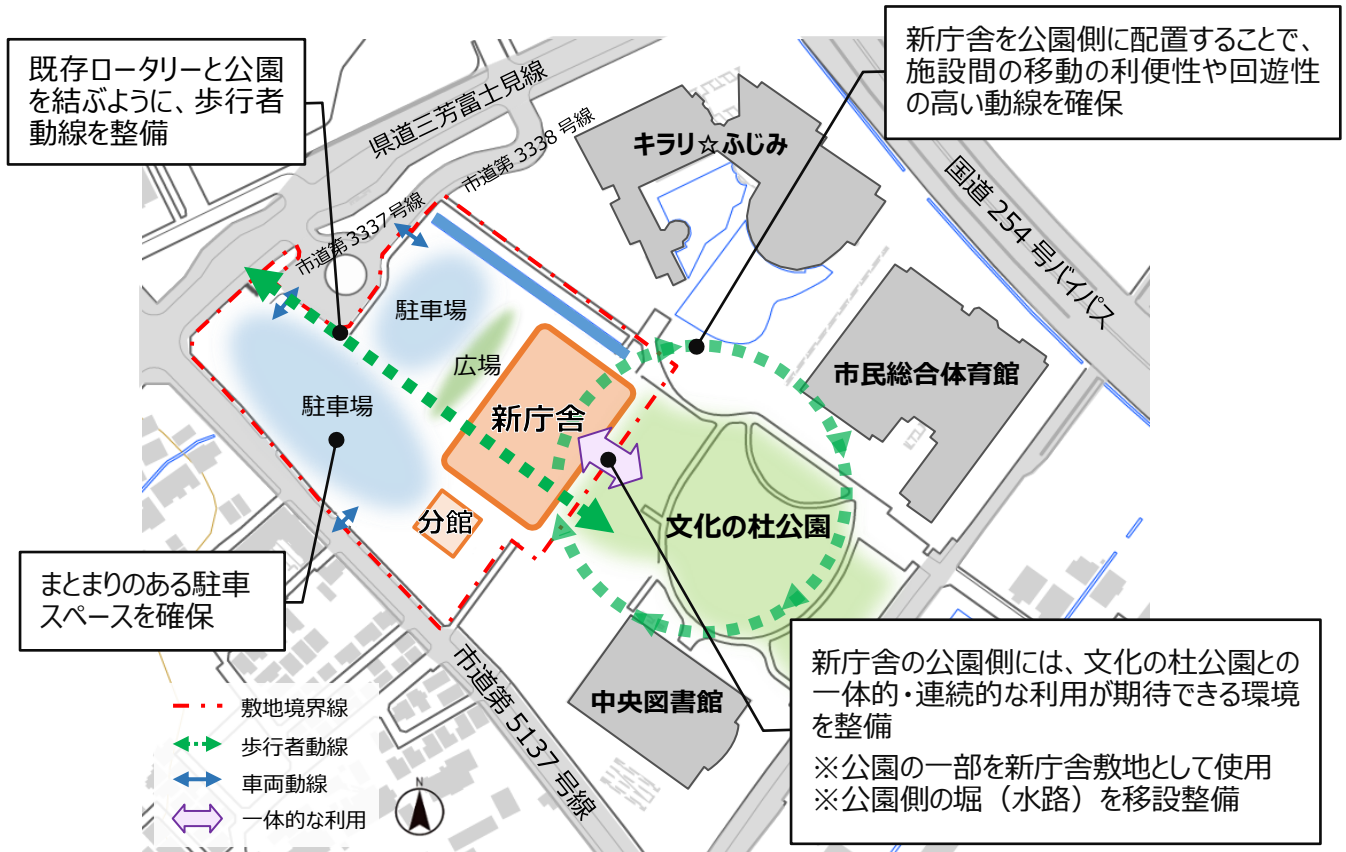 既存ロータリーと公園
を結ぶように、歩行者
動線を整備
新庁舎を公園側に配置することで、
施設間の移動の利便性や回遊性
の高い動線を確保
県道三芳富士見線
市道第 3338 号線
キラリ☆ふじみ
国道 254 号バイパス
市道第 3337 号線
駐車場
広場
市民総合体育館
駐車場
新庁舎
分館
文化の杜公園
まとまりのある駐車
スペースを確保
市道第 5137 号線
中央図書館
新庁舎の公園側には、文化の杜公園との
一体的・連続的な利用が期待できる環境
を整備
※公園の一部を新庁舎敷地として使用
※公園側の堀（水路）を移設整備
敷地境界線
歩行者動線
車両動線
一体的な利用
N